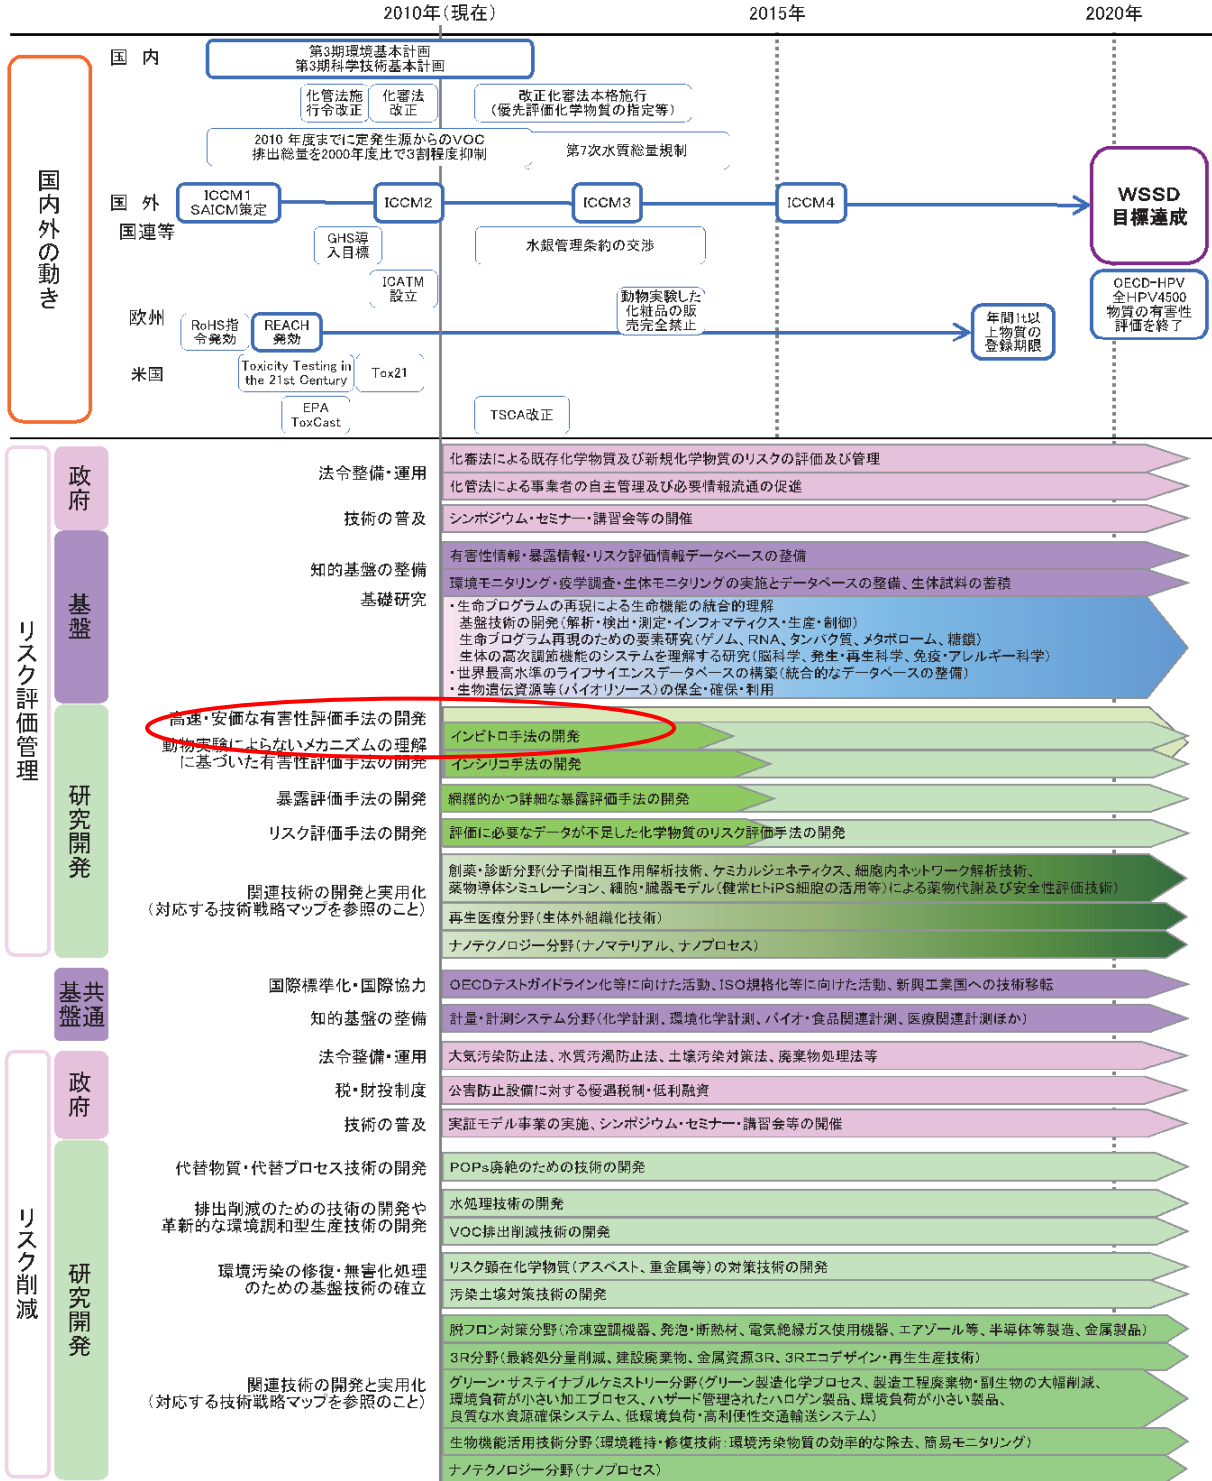 2010年(現在)
2015年
2020年
国内外の動き
国 内
第3期環境基本計画
第3期科学技術基本計画
化管法施
行令改正
化審法
改正
改正化審法本格施行
(優先評価化学物質の指定等)
2010 年度までに定発生源からのVOC
排出総量を2000年度比で3割程度抑制
第7次水質総量規制
国 外
国連等
ICCM1
SAICM策定
ICCM2
ICCM3
ICCM4
WSSD
目標達成
GHS導
入目標
水銀管理条約の交渉
ICATM
設立
動物実験した
化粧品の販
売完全禁止
OECD-HPV
全HPV4500
物質の有害性
評価を終了
欧州
RoHS指
令発効
REACH
発効
年間1t以
上物質の
登録期限
米国
Toxicity Testing in
the 21st Century
Tox21
EPA
ToxCast
TSCA改正
リスク評価管理
政府
法令整備・運用
化審法による既存化学物質及び新規化学物質のリスクの評価及び管理
化管法による事業者の自主管理及び必要情報流通の促進
技術の普及
シンポジウム・セミナー・講習会等の開催
基盤
知的基盤の整備
有害性情報・暴露情報・リスク評価情報データベースの整備
環境モニタリング・疫学調査・生体モニタリングの実施とデータベースの整備、生体試料の蓄積
基礎研究
・生命プログラムの再現による生命機能の統合的理解
基盤技術の開発(解析・検出・測定・インフォマティクス・生産・制御)
生命プログラム再現のための要素研究(ゲノム、RNA、タンパク質、メタボローム、糖鎖)
生体の高次調節機能のシステムを理解する研究(脳科学、発生・再生科学、免疫・アレルギー科学)
・世界最高水準のライフサイエンスデータベースの構築(統合的なデータベースの整備)
・生物遺伝資源等(バイオリソース)の保全・確保・利用
研究開発
高速・安価な有害性評価手法の開発
動物実験によらないメカニズムの理解
に基づいた有害性評価手法の開発
インビトロ手法の開発
インシリコ手法の開発
暴露評価手法の開発
網羅的かつ詳細な暴露評価手法の開発
リスク評価手法の開発
評価に必要なデータが不足した化学物質のリスク評価手法の開発
関連技術の開発と実用化
(対応する技術戦略マップを参照のこと)
創薬・診断分野(分子間相互作用解析技術、ケミカルジェネティクス、細胞内ネットワーク解析技術、
薬物導体シミュレーション、細胞・臓器モデル(健常ヒトiPS細胞の活用等)による薬物代謝及び安全性評価技術)
再生医療分野(生体外組織化技術)
ナノテクノロジー分野(ナノマテリアル、ナノプロセス)
共通基盤
国際標準化・国際協力
OECDテストガイドライン化等に向けた活動、ISO規格化等に向けた活動、新興工業国への技術移転
知的基盤の整備
計量・計測システム分野(化学計測、環境化学計測、バイオ・食品関連計測、医療関連計測ほか)
リスク削減
政府
法令整備・運用
大気汚染防止法、水質汚濁防止法、土壌汚染対策法、廃棄物処理法等
税・財投制度
公害防止設備に対する優遇税制・低利融資
技術の普及
実証モデル事業の実施、シンポジウム・セミナー・講習会等の開催
研究開発
代替物質・代替プロセス技術の開発
POPs廃絶のための技術の開発
排出削減のための技術の開発や
革新的な環境調和型生産技術の開発
水処理技術の開発
VOC排出削減技術の開発
環境汚染の修復・無害化処理
のための基盤技術の確立
リスク顕在化学物質(アスベスト、重金属等)の対策技術の開発
汚染土壌対策技術の開発
関連技術の開発と実用化
(対応する技術戦略マップを参照のこと)
脱フロン対策分野(冷凍空調機器、発泡・断熱材、電気絶縁ガス使用機器、エアゾール等、半導体等製造、金属製品)
3R分野(最終処分量削減、建設廃棄物、金属資源3R、3Rエコデザイン・再生生産技術)
グリーン・サステイナブルケミストリー分野(グリーン製造化学プロセス、製造工程廃棄物・副生物の大幅削減、
環境負荷が小さい加工プロセス、ハザード管理されたハロゲン製品、環境負荷が小さい製品、
良質な水資源確保システム、低環境負荷・高利便性交通輸送システム)
生物機能活用技術分野(環境維持・修復技術:環境汚染物質の効率的な除去、簡易モニタリング)
ナノテクノロジー分野(ナノプロセス)